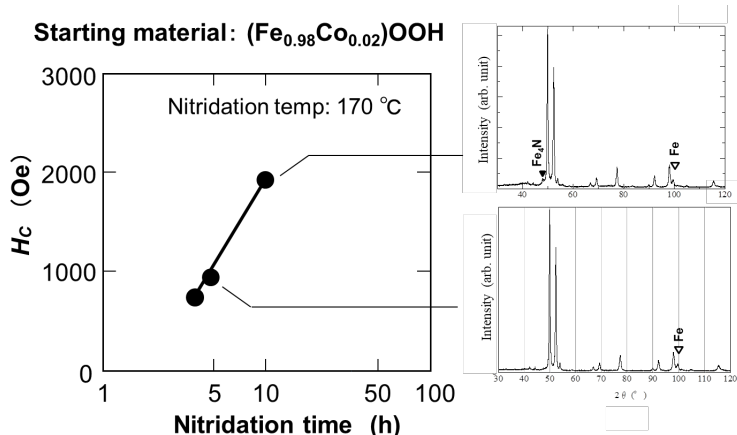 Starting material: (Fe0.98Co0.02)OOH
3000
2000
1000
0
Hc (Oe)
Nitridation temp: 170 ℃
1
5
10
50
100
Nitridation time (h)
Intensity (arb. unit)
Fe4N
Fe
40
60
80
100
120
Intensity (arb. unit)
Fe
30
40
50
60
70
80
90
100
110
120
2 θ (° )